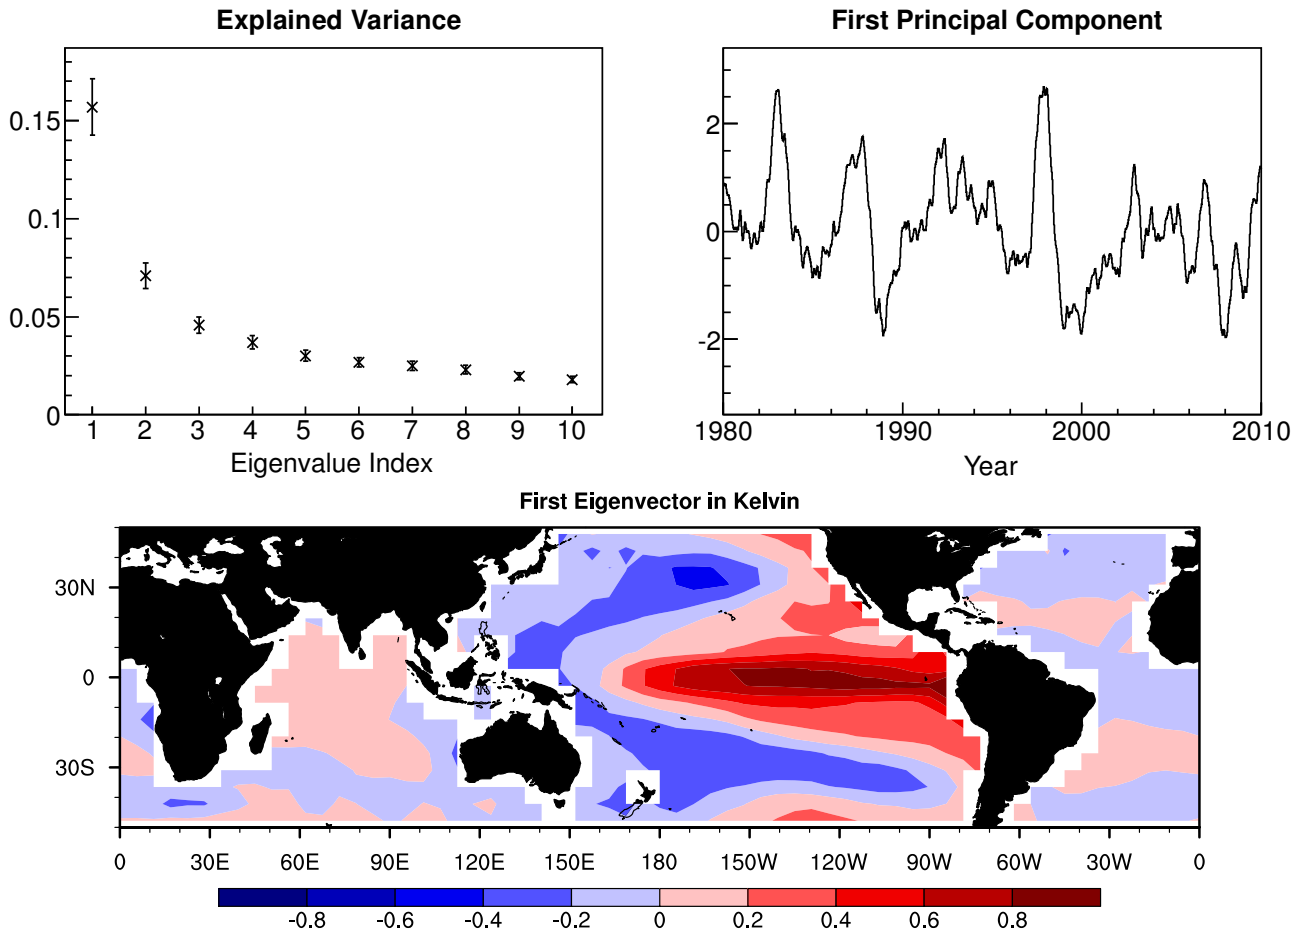 Explained Variance
0.15
0.1
0.05
0
1 2 3 4 5 6 7 8 9 10
Eigenvalue Index
First Principal Component
2
0
-2
1980 1990 2000 2010
Year
First Eigenvector in Kelvin
30N
0
30S
0 30E 60E 90E 120E 150E 180 150W 120W 90W 60W 30W 0
-0.8 -0.6 -0.4 -0.2 0 0.2 0.4 0.6 0.8